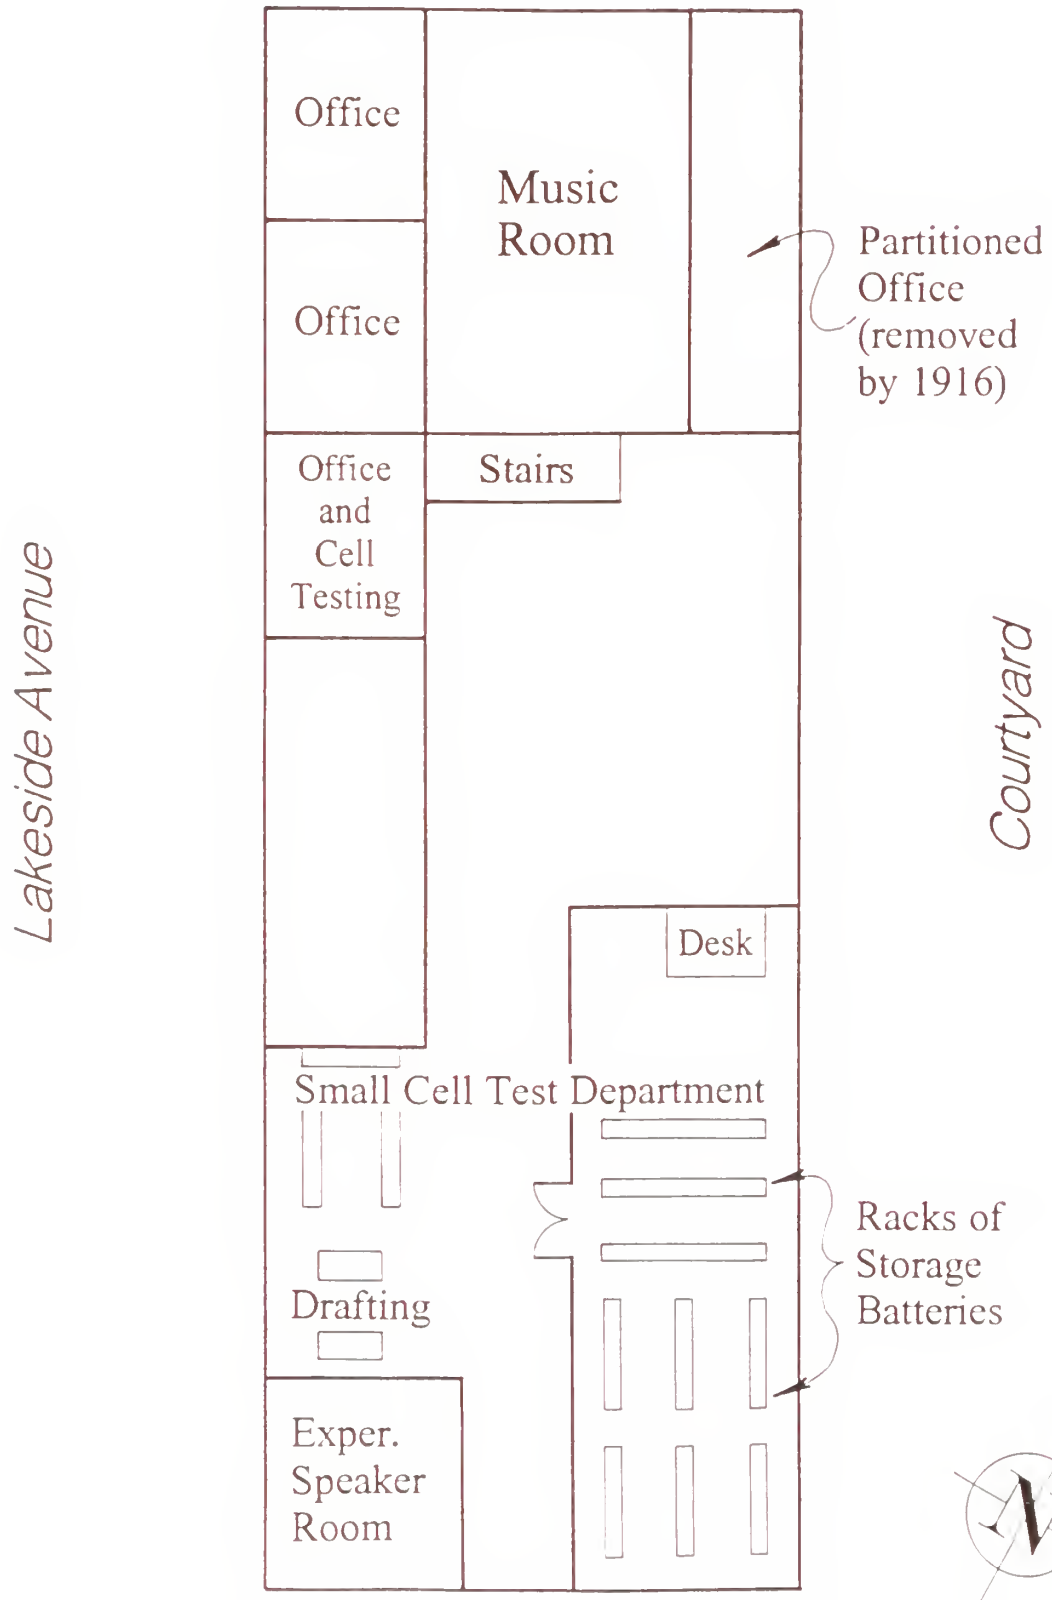 Office
Music
Room
Partitioned
Office
(removed
by 1916)
Office
Office
and
Cell
Testing
Stairs
Lakeside Avenue
Courtyard
Desk
Small Cell Test Department
Racks of
Storage
Batteries
Drafting
Exper.
Speaker
Room
N